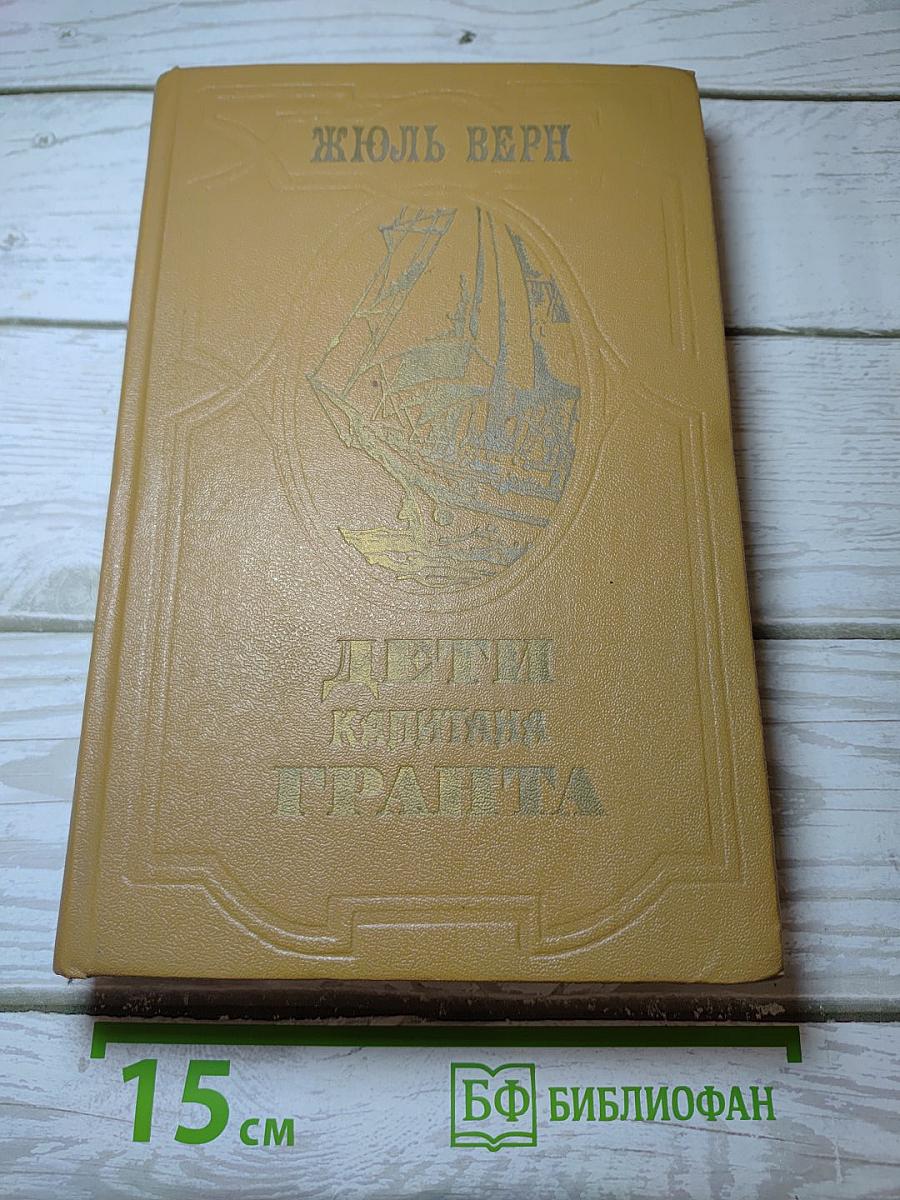 ЖЮЛЬ ВЕРН
ДЕТИ
КАПИТАНА
ГРАНТА
15 см
БФ БИБЛИОФАН